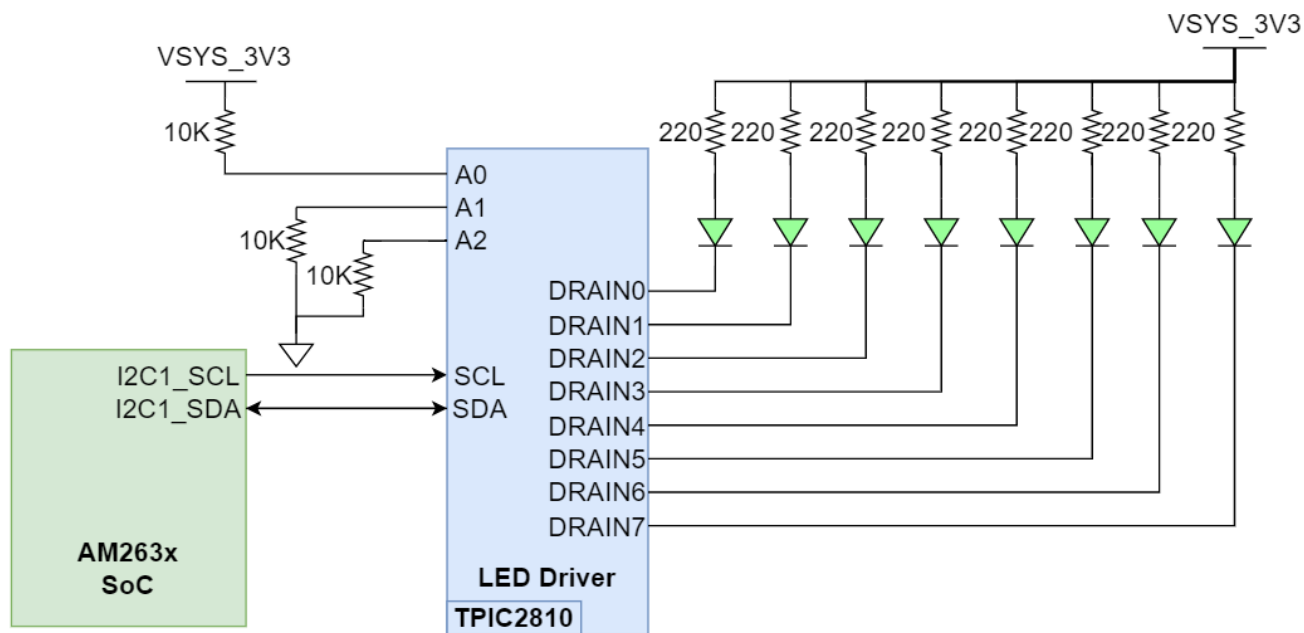 VSYS_3V3
VSYS_3V3
10K
220
220
220
220
220
220
220
220
A0
A1
A2
10K
10K
DRAIN0
DRAIN1
DRAIN2
DRAIN3
DRAIN4
DRAIN5
DRAIN6
DRAIN7
I2C1_SCL
SCL
I2C1_SDA
SDA
AM263x
SoC
LED Driver
TPIC2810